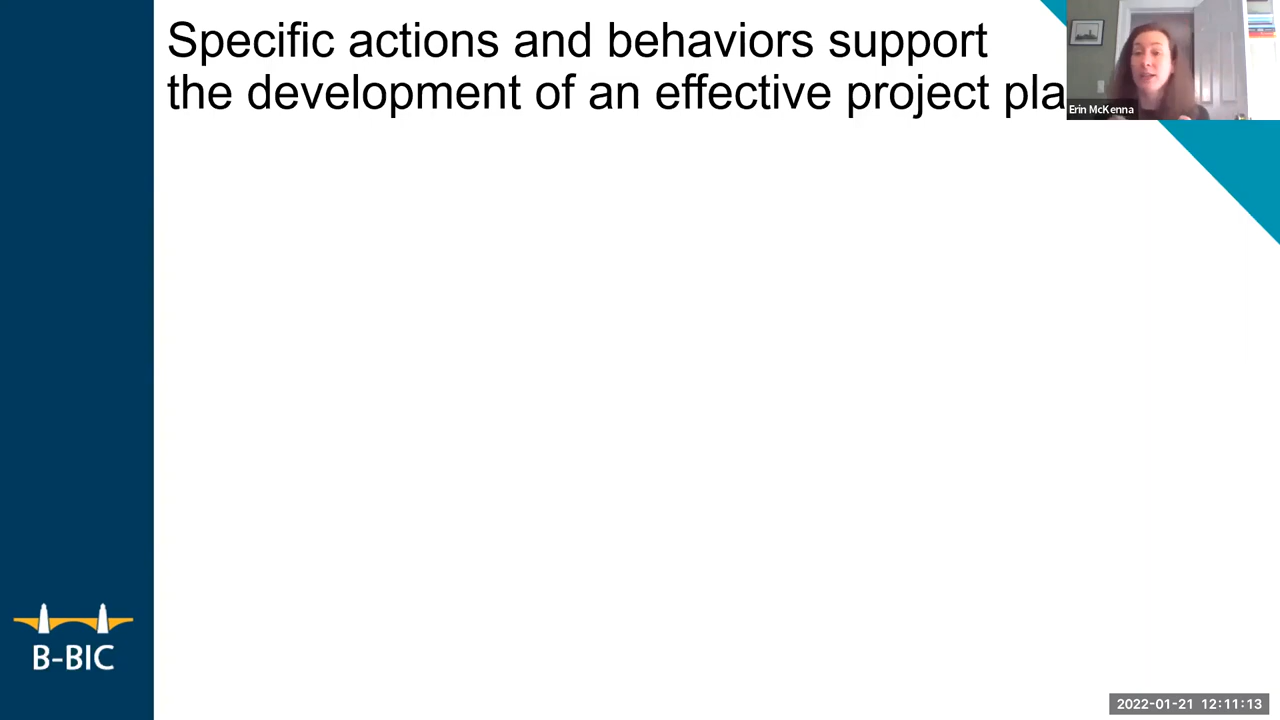 Specific actions and behaviors support
the development of an effective project pla
Erin McKenna
B-BIC
2022-01-21 12:11:13